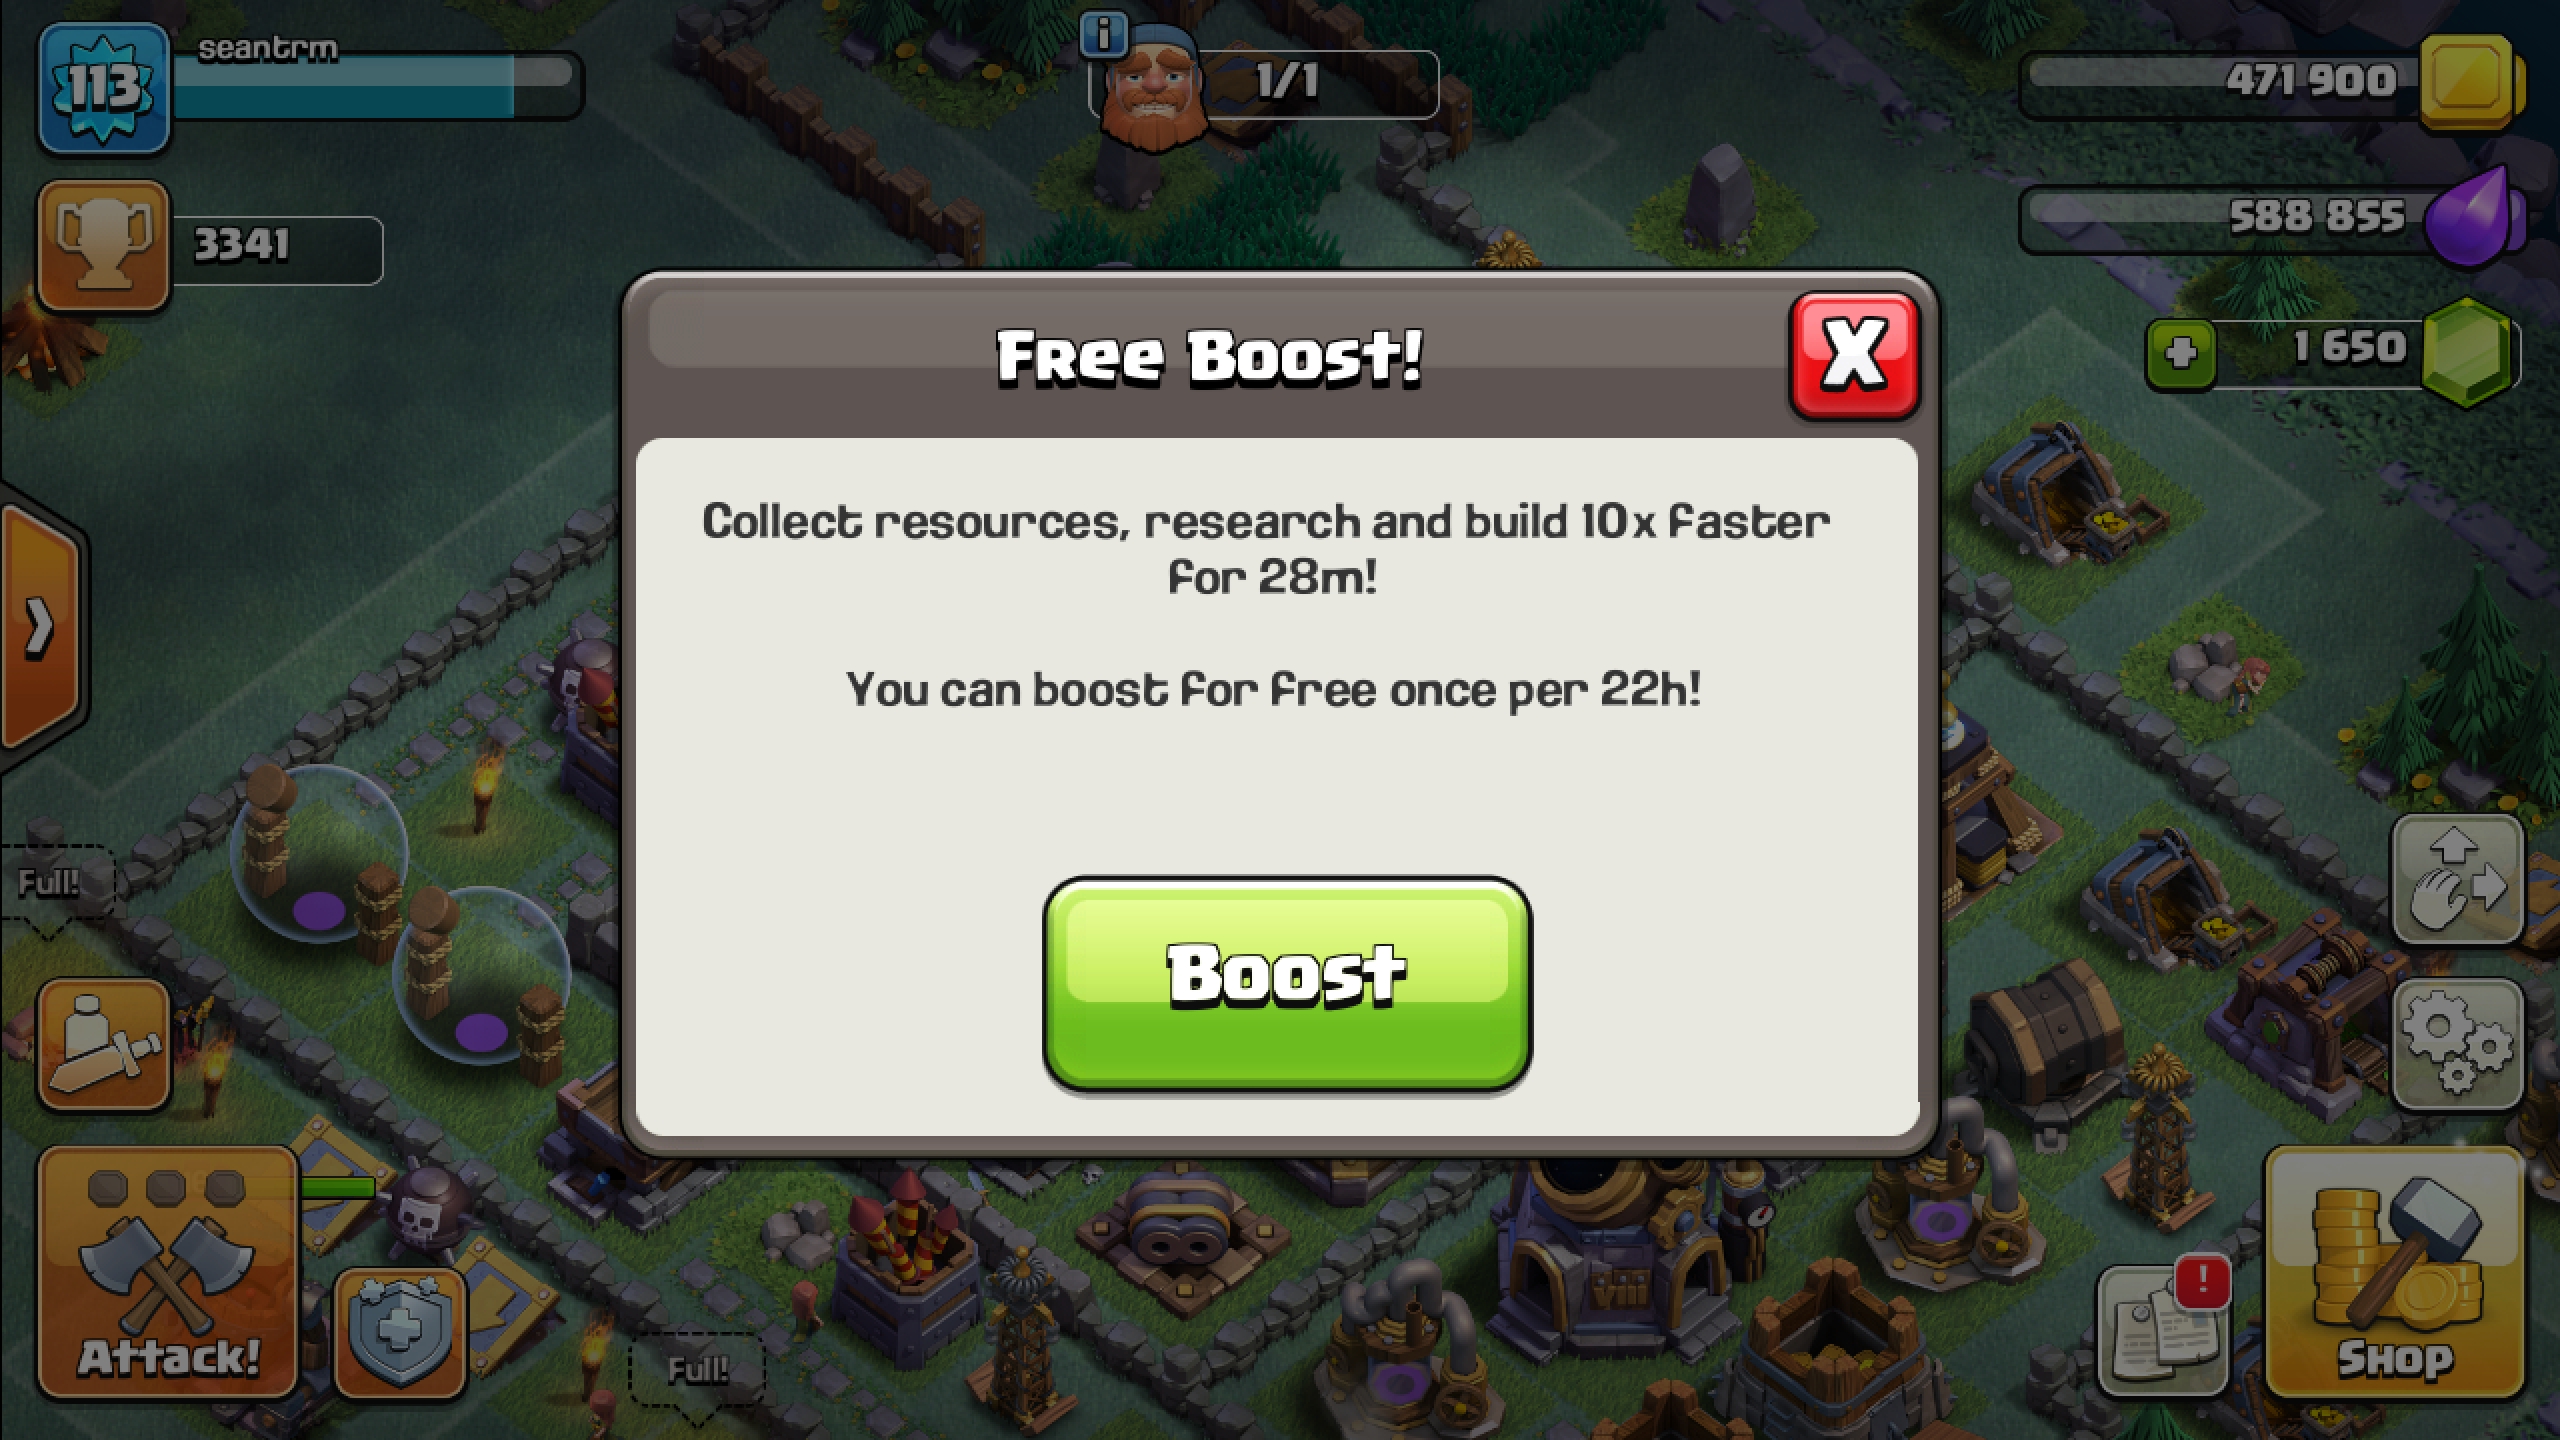 113
seantrm
1/1
471 900
3341
588 855
1 650
Free Boost!
X
Collect resources, research and build 10x faster
for 28m!
You can boost for free once per 22h!
Boost
Full!
Full!
Attack!
VIII
!
Shop